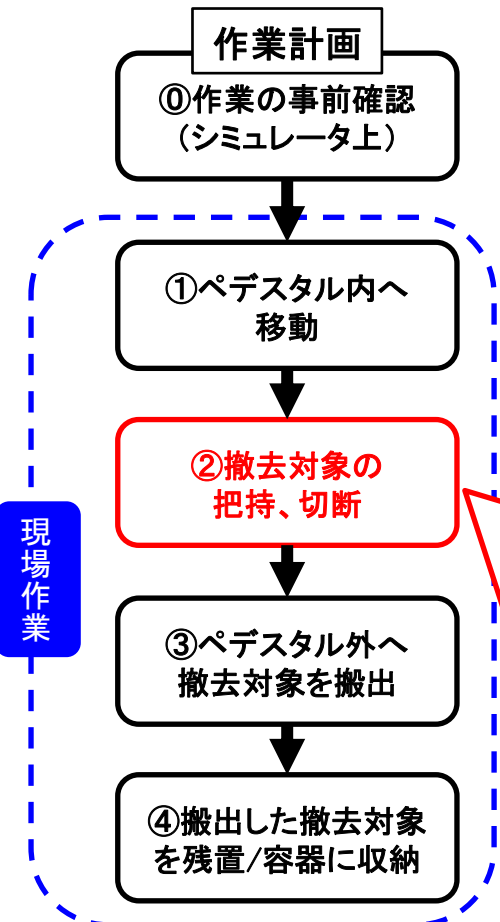 作業計画
⓪作業の事前確認
（シミュレータ上）
①ペデスタル内へ
移動
②撤去対象の
把持、切断
現場作業
③ペデスタル外へ
撤去対象を搬出
④搬出した撤去対象
を残置/容器に収納